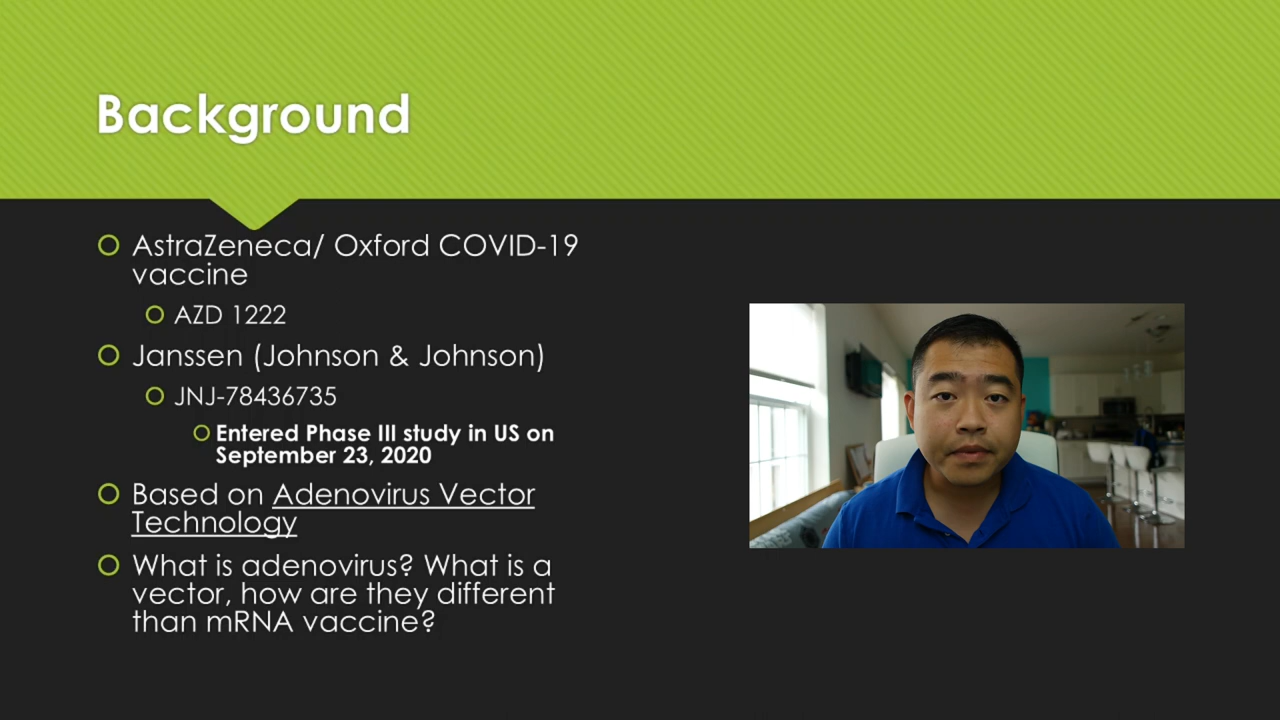 Background
AstraZeneca/ Oxford COVID-19
vaccine
AZD 1222
Janssen (Johnson & Johnson)
JNJ-78436735
Entered Phase III study in US on
September 23, 2020
Based on Adenovirus Vector
Technology
What is adenovirus? What is a
vector, how are they different
than mRNA vaccine?